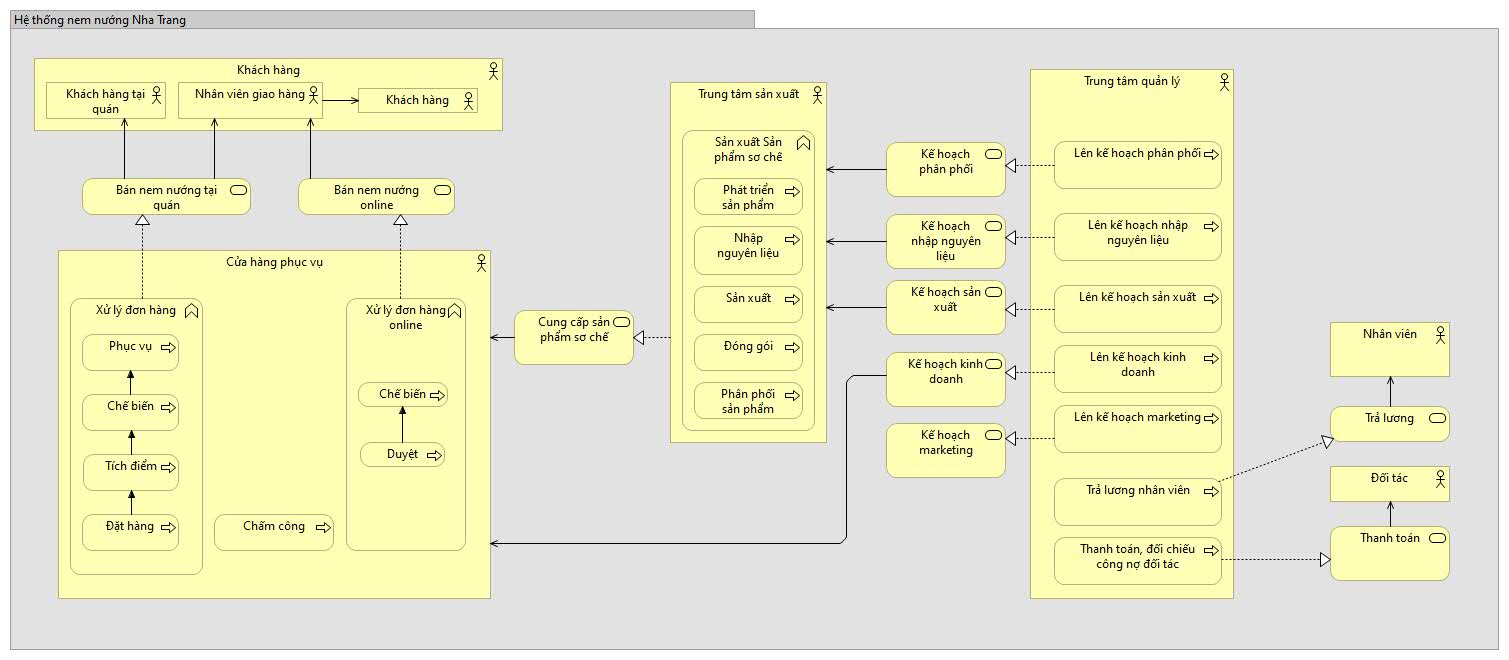 Hệ thống nem nướng Nha Trang
Khách hàng
Khách hàng tại
quán
Nhân viên giao hàng
Khách hàng
Bán nem nướng tại
quán
Bán nem nướng
online
Cửa hàng phục vụ
Xử lý đơn hàng
Phục vụ
Chế biến
Tích điểm
Đặt hàng
Chấm công
Xử lý đơn hàng
online
Chế biến
Duyệt
Cung cấp sản
phẩm sơ chế
Trung tâm sản xuất
Sản xuất Sản
phẩm sơ chế
Phát triển
sản phẩm
Nhập
nguyên liệu
Sản xuất
Đóng gói
Phân phối
sản phẩm
Kế hoạch
phân phối
Kế hoạch
nhập nguyên
liệu
Kế hoạch sản
xuất
Kế hoạch kinh
doanh
Kế hoạch
marketing
Trung tâm quản lý
Lên kế hoạch phân phối
Lên kế hoạch nhập
nguyên liệu
Lên kế hoạch sản xuất
Lên kế hoạch kinh
doanh
Lên kế hoạch marketing
Trả lương nhân viên
Thanh toán, đối chiếu
công nợ đối tác
Nhân viên
Trả lương
Đối tác
Thanh toán